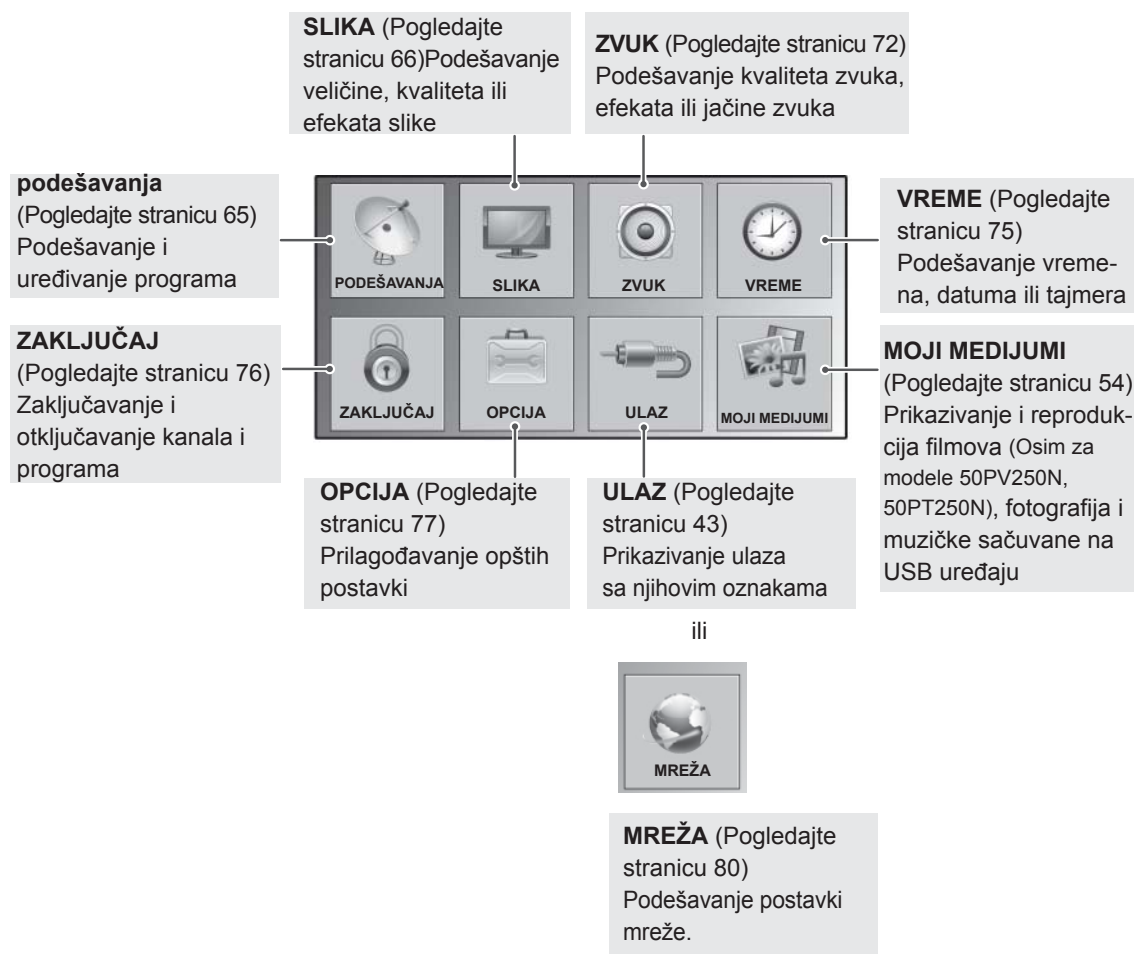 SLIKA (Pogledajte
stranicu 66)Podešavanje
veličine, kvaliteta ili
efekata slike
ZVUK (Pogledajte stranicu 72)
Podešavanje kvaliteta zvuka,
efekata ili jačine zvuka
podešavanja
(Pogledajte stranicu 65)
Podešavanje i
uređivanje programa
ZAKLJUČAJ
(Pogledajte stranicu 76)
Zaključavanje i
otključavanje kanala i
programa
PODEŠAVANJA
SLIKA
ZVUK
VREME
ZAKLJUČAJ
OPCIJA
ULAZ
MOJI MEDIJUMI
VREME (Pogledajte
stranicu 75)
Podešavanje vreme-
na, datuma ili tajmera
MOJI MEDIJUMI
(Pogledajte stranicu 54)
Prikazivanje i reproduk-
cija filmova (Osim za
modele 50PV250N,
50PT250N), fotografija i
muzičke sačuvane na
USB uređaju
OPCIJA (Pogledajte
stranicu 77)
Prilagođavanje opštih
postavki
ULAZ (Pogledajte
stranicu 43)
Prikazivanje ulaza
sa njihovim oznakama
ili
MREŽA
MREŽA (Pogledajte
stranicu 80)
Podešavanje postavki
mreže.